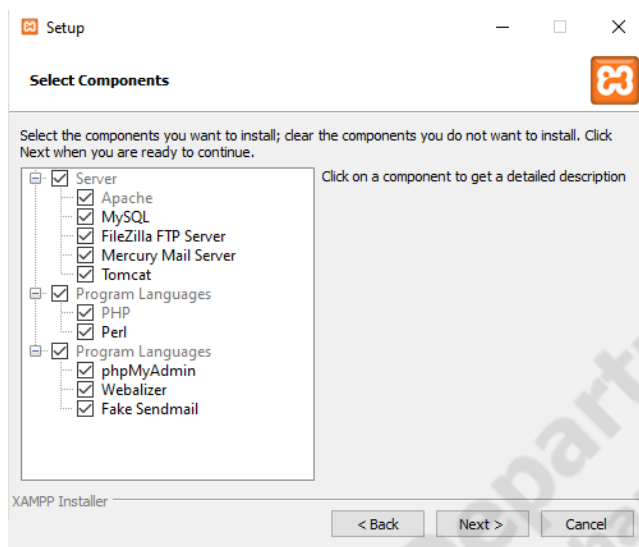 Setup
Select Components
Select the components you want to install; clear the components you do not want to install. Click
Next when you are ready to continue.
Server
Click on a component to get a detailed description
Apache
MySQL
FileZilla FTP Server
Mercury Mail Server
Tomcat
Program Languages
PHP
Perl
Program Languages
phpMyAdmin
Webalizer
Fake Sendmail
XAMPP Installer
< Back
Next >
Cancel